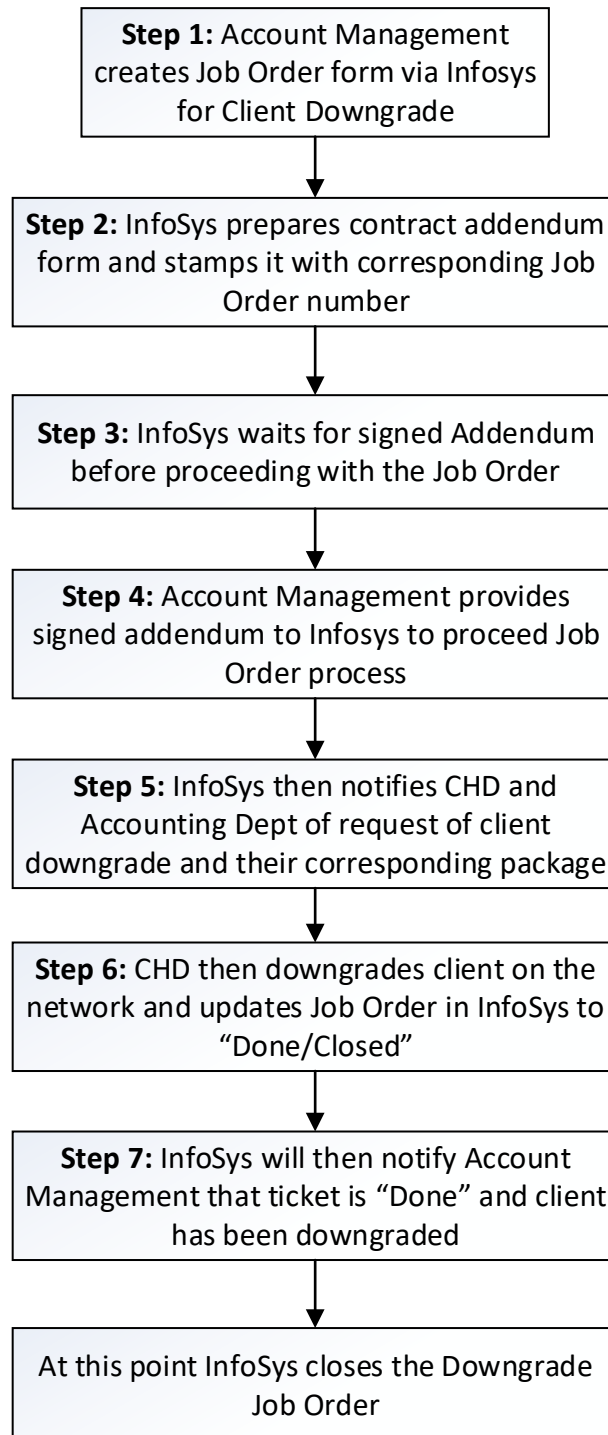 Step 1: Account Management
creates Job Order form via Infosys
for Client Downgrade
Step 2: InfoSys prepares contract addendum
form and stamps it with corresponding Job
Order number
Step 3: InfoSys waits for signed Addendum
before proceeding with the Job Order
Step 4: Account Management provides
signed addendum to Infosys to proceed Job
Order process
Step 5: InfoSys then notifies CHD and
Accounting Dept of request of client
downgrade and their corresponding package
Step 6: CHD then downgrades client on the
network and updates Job Order in InfoSys to
“Done/Closed”
Step 7: InfoSys will then notify Account
Management that ticket is “Done” and client
has been downgraded
At this point InfoSys closes the Downgrade
Job Order